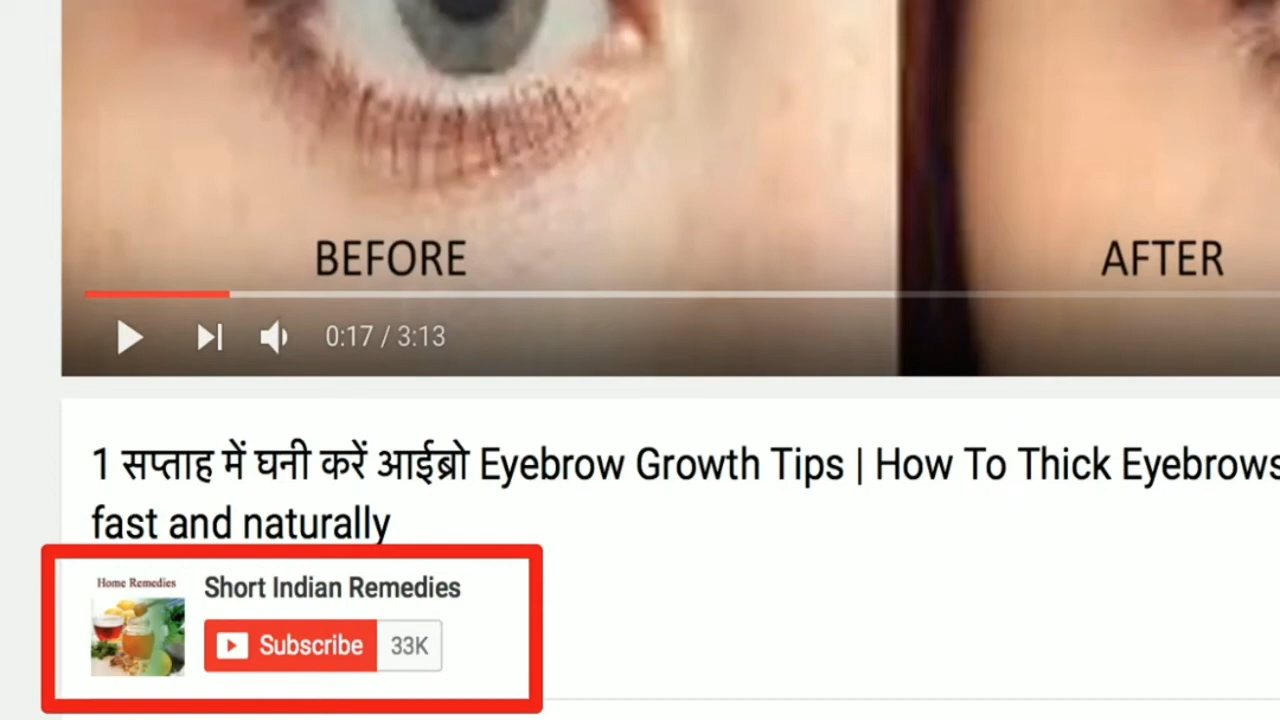 BEFORE
AFTER
0:17 / 3:13
1 सप्ताह में घनी करें आईब्रो Eyebrow Growth Tips | How To Thick Eyebrows
fast and naturally
Home Remedies
Short Indian Remedies
Subscribe 33K